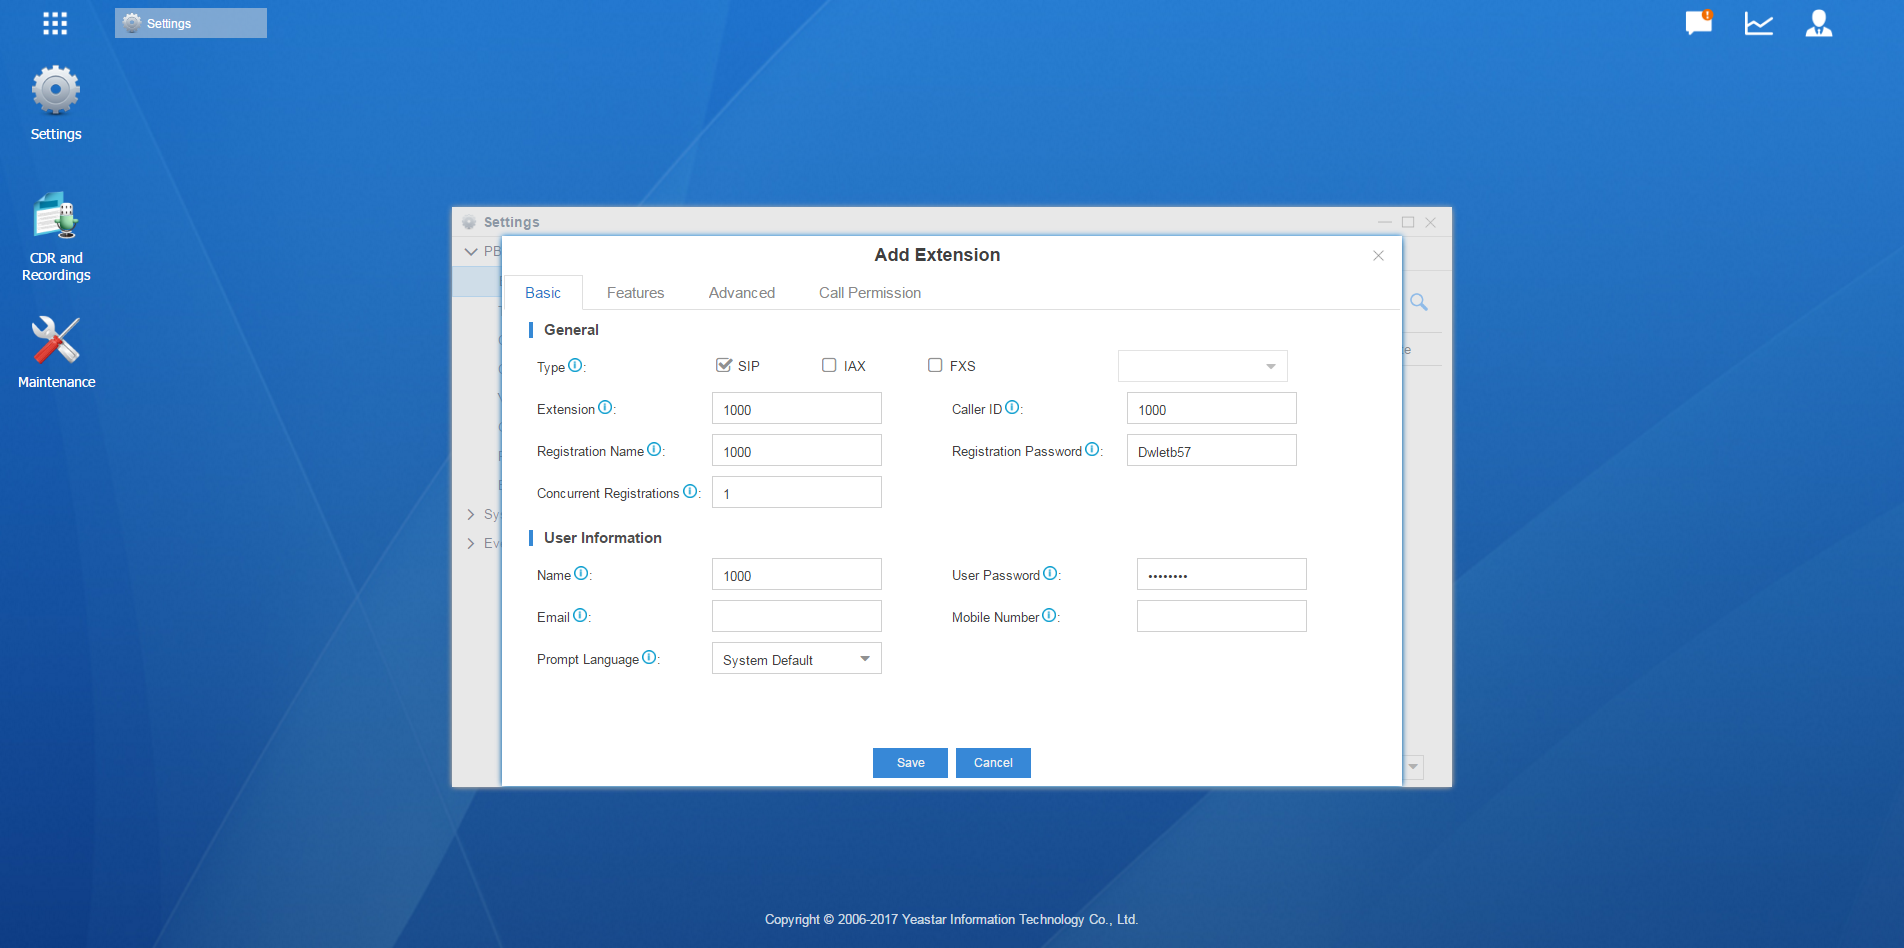 Settings
Settings
CDR and
Recordings
Maintenance
Settings
PB
Add Extension
Basic Features Advanced Call Permission
General
Type : SIP IAX FXS
Extension : 1000 Caller ID : 1000
Registration Name : 1000 Registration Password : Dwletb57
Concurrent Registrations : 1
User Information
Name : 1000 User Password : ••••••••
Email : Mobile Number :
Prompt Language : System Default
Save Cancel
Copyright © 2006-2017 Yeastar Information Technology Co., Ltd.